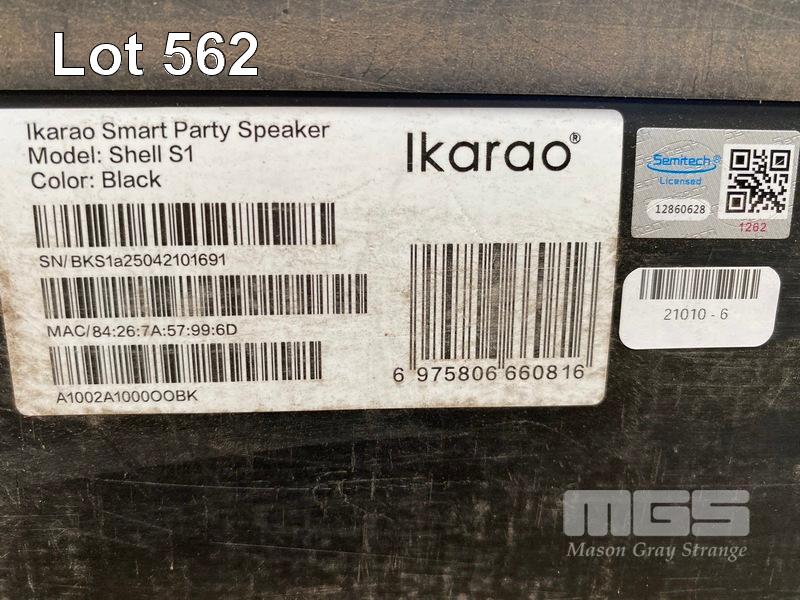 Lot 562
Ikarao Smart Party Speaker
Model: Shell S1
Color: Black
Ikarao®
SN/BKS1a25042101691
MAC/84:26:7A:57:99:6D
A1002A1000OOBK
6 975806 660816
Semitech®
Licensed
12860628
1262
21010 - 6
MGS
Mason Gray Strange